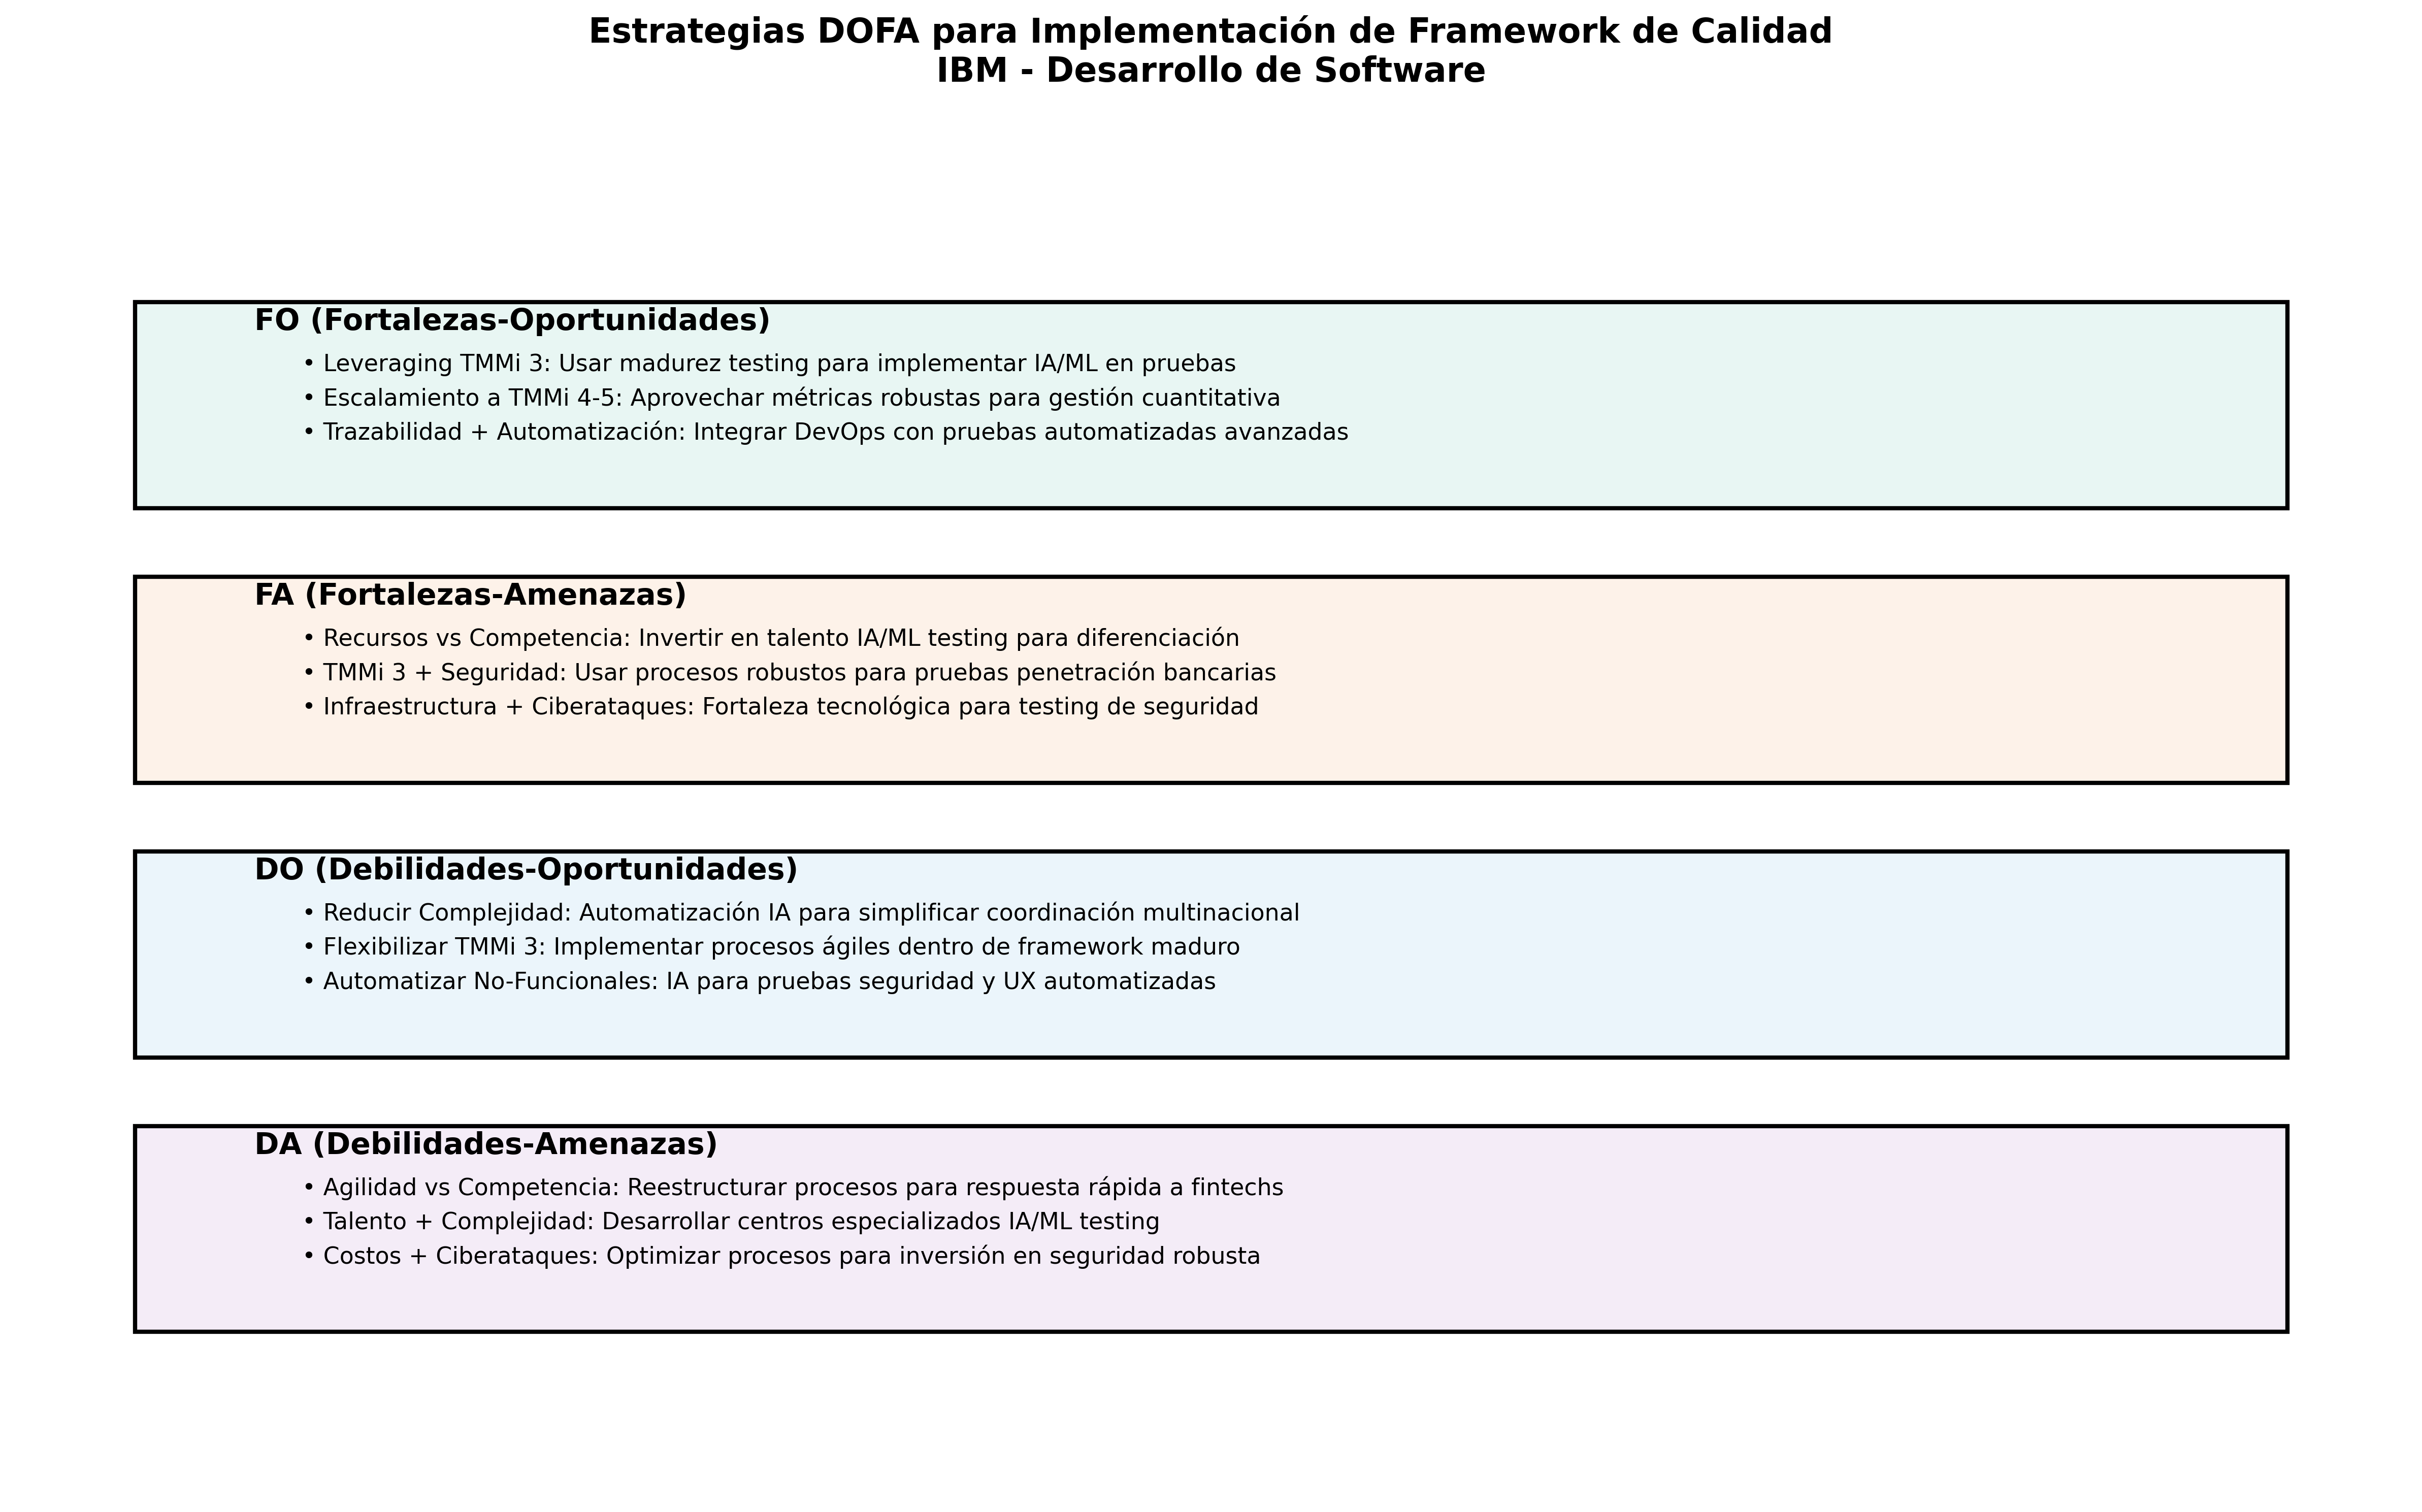 Estrategias DOFA para Implementación de Framework de Calidad
IBM - Desarrollo de Software
FO (Fortalezas-Oportunidades)
• Leveraging TMMi 3: Usar madurez testing para implementar IA/ML en pruebas
• Escalamiento a TMMi 4-5: Aprovechar métricas robustas para gestión cuantitativa
• Trazabilidad + Automatización: Integrar DevOps con pruebas automatizadas avanzadas
FA (Fortalezas-Amenazas)
• Recursos vs Competencia: Invertir en talento IA/ML testing para diferenciación
• TMMi 3 + Seguridad: Usar procesos robustos para pruebas penetración bancarias
• Infraestructura + Ciberataques: Fortaleza tecnológica para testing de seguridad
DO (Debilidades-Oportunidades)
• Reducir Complejidad: Automatización IA para simplificar coordinación multinacional
• Flexibilizar TMMi 3: Implementar procesos ágiles dentro de framework maduro
• Automatizar No-Funcionales: IA para pruebas seguridad y UX automatizadas
DA (Debilidades-Amenazas)
• Agilidad vs Competencia: Reestructurar procesos para respuesta rápida a fintechs
• Talento + Complejidad: Desarrollar centros especializados IA/ML testing
• Costos + Ciberataques: Optimizar procesos para inversión en seguridad robusta